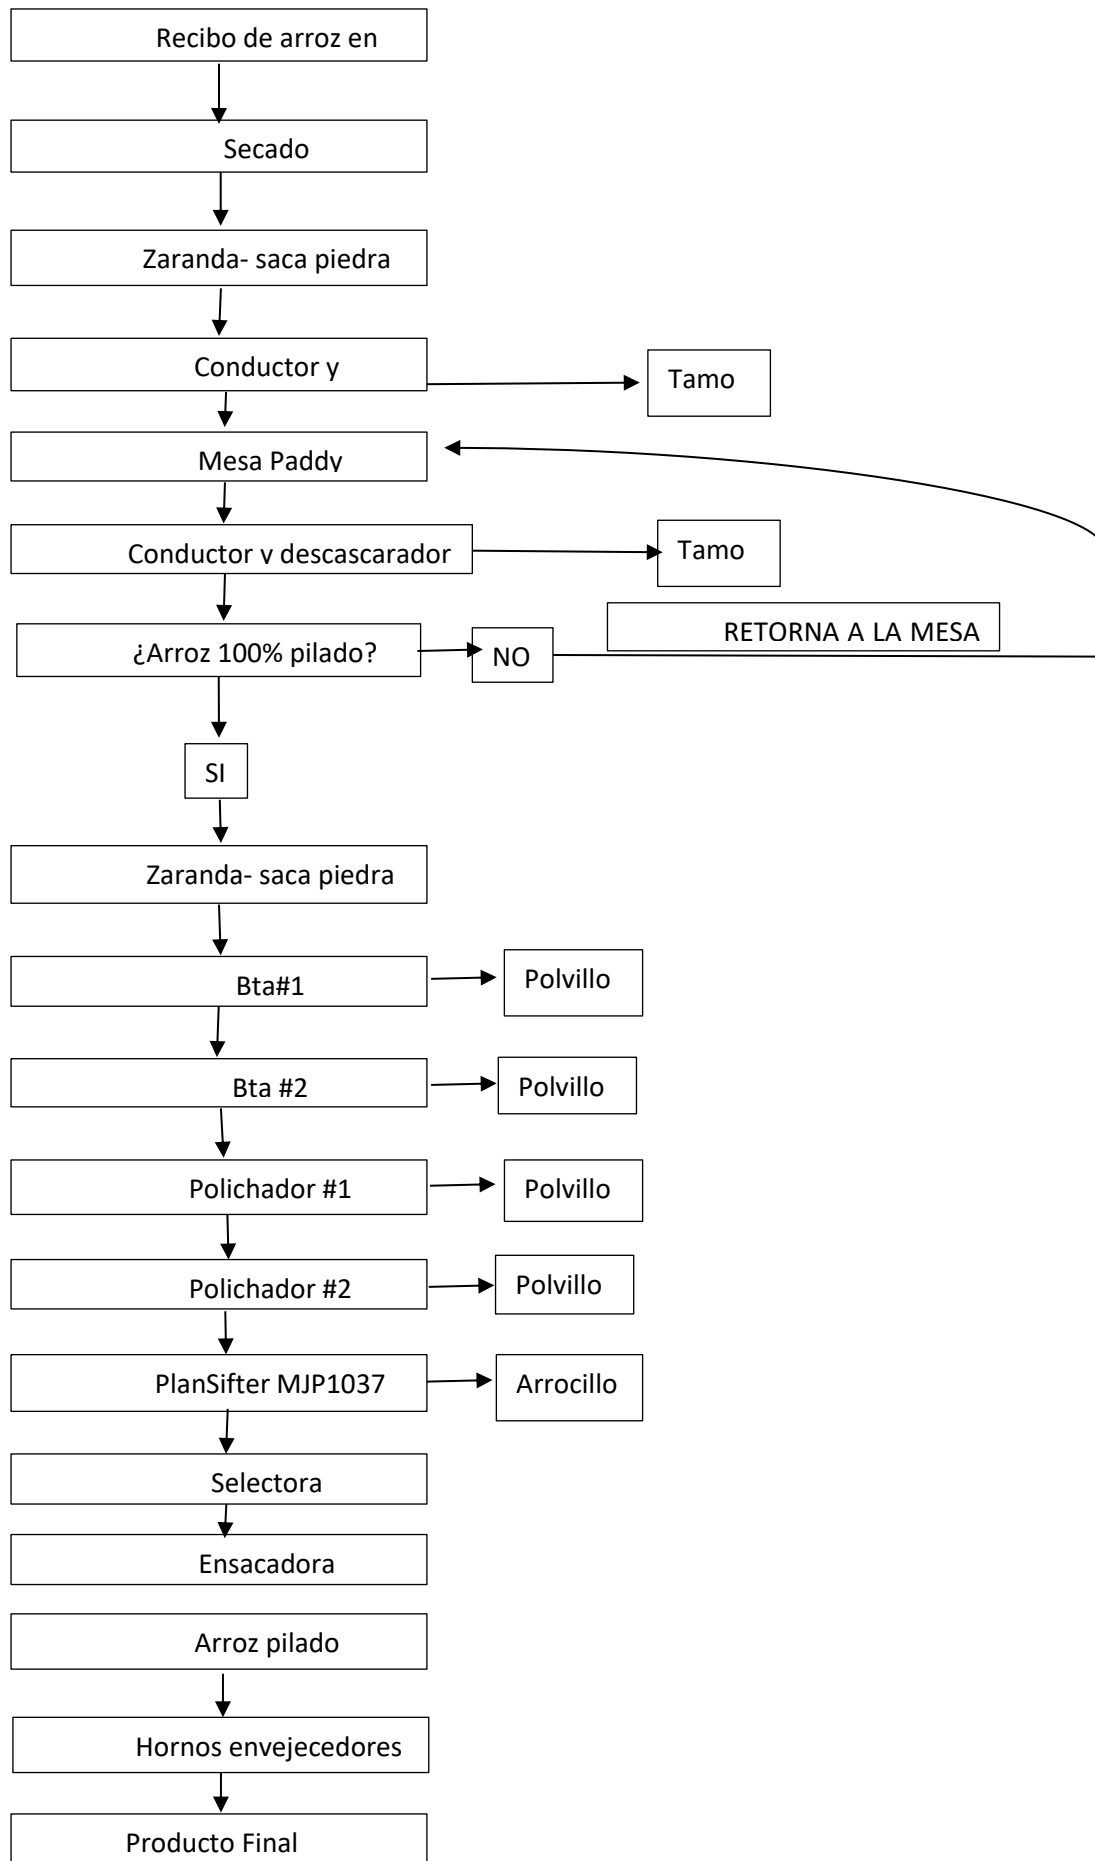 Recibo de arroz en
Secado
Zaranda- saca piedra
Conductor y
Tamo
Mesa Paddy
Conductor y descascarador
Tamo
¿Arroz 100% pilado?
NO
RETORNA A LA MESA
SI
Zaranda- saca piedra
Bta#1
Polvillo
Bta #2
Polvillo
Polichador #1
Polvillo
Polichador #2
Polvillo
PlanSifter MJP1037
Arrocillo
Selectora
Ensacadora
Arroz pilado
Hornos envejecedores
Producto Final